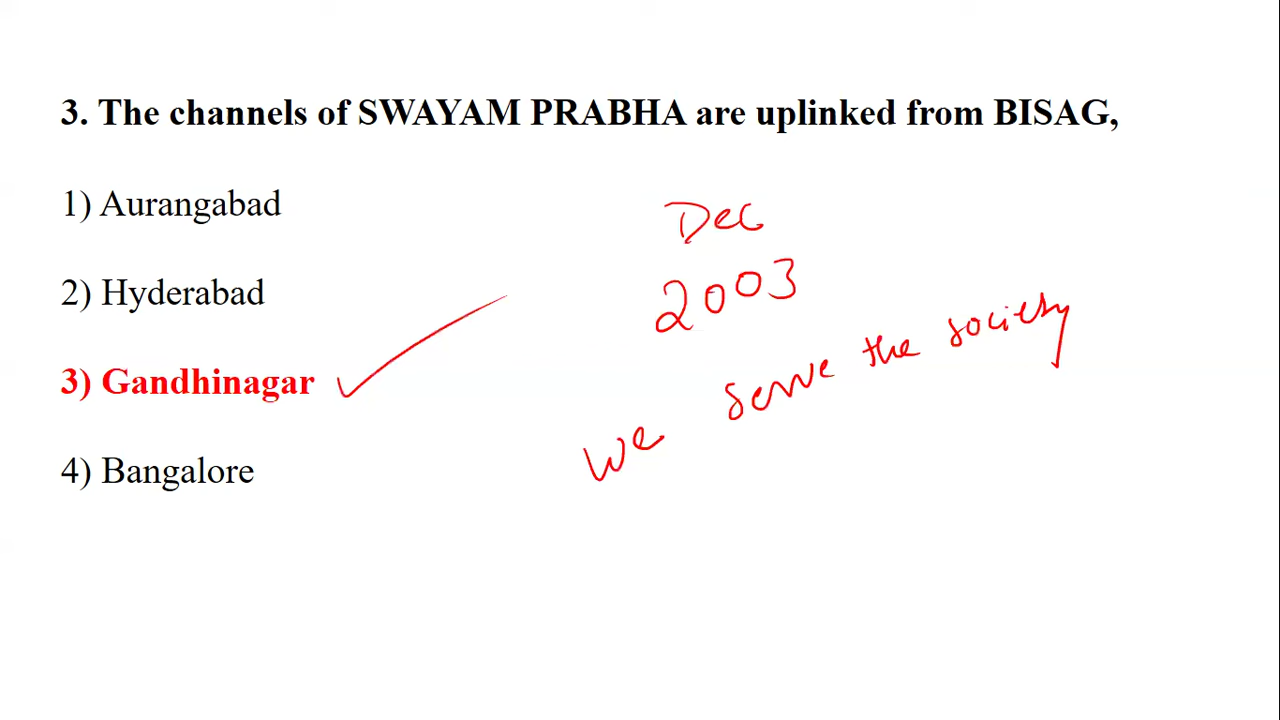 3. The channels of SWAYAM PRABHA are uplinked from BISAG,
1) Aurangabad
2) Hyderabad
3) Gandhinagar
4) Bangalore
Dec
2003
We serve the society